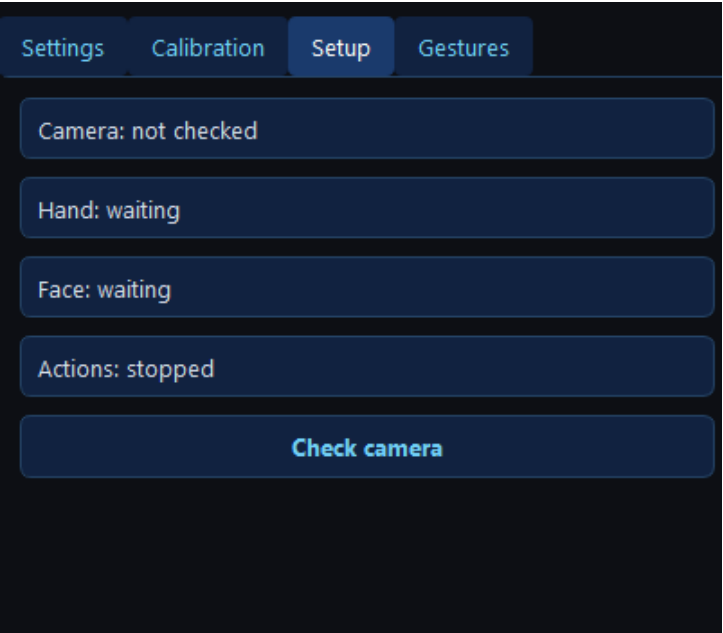 Settings Calibration Setup Gestures
Camera: not checked
Hand: waiting
Face: waiting
Actions: stopped
Check camera